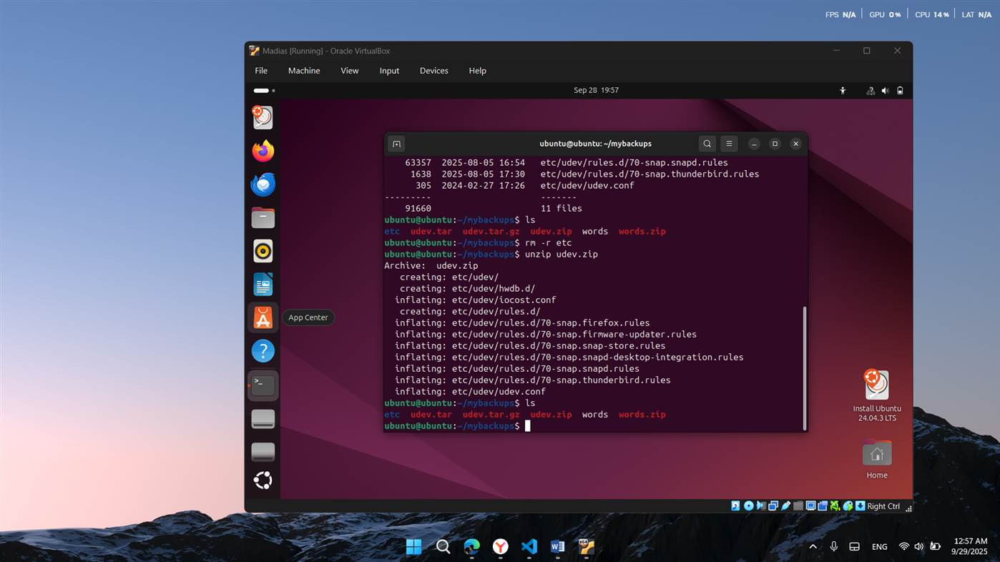 FPS N/A GPU 0% CPU 14% LAT N/A
Madias [Running] - Oracle VirtualBox
File Machine View Input Devices Help
Sep 28 19:57
ubuntu@ubuntu: ~/mybackups
63357 2025-08-05 16:54 etc/udev/rules.d/70-snap.snapd.rules
1638 2025-08-05 17:30 etc/udev/rules.d/70-snap.thunderbird.rules
305 2024-02-27 17:26 etc/udev/udev.conf
--------- -------
91660 11 files
ubuntu@ubuntu:~/mybackups$ ls
etc udev.tar udev.tar.gz udev.zip words words.zip
ubuntu@ubuntu:~/mybackups$ rm -r etc
ubuntu@ubuntu:~/mybackups$ unzip udev.zip
Archive: udev.zip
creating: etc/udev/
creating: etc/udev/hwdb.d/
inflating: etc/udev/iocost.conf
creating: etc/udev/rules.d/
inflating: etc/udev/rules.d/70-snap.firefox.rules
inflating: etc/udev/rules.d/70-snap.firmware-updater.rules
inflating: etc/udev/rules.d/70-snap.snap-store.rules
inflating: etc/udev/rules.d/70-snap.snapd-desktop-integration.rules
inflating: etc/udev/rules.d/70-snap.snapd.rules
inflating: etc/udev/rules.d/70-snap.thunderbird.rules
inflating: etc/udev/udev.conf
ubuntu@ubuntu:~/mybackups$ ls
etc udev.tar udev.tar.gz udev.zip words words.zip
ubuntu@ubuntu:~/mybackups$
App Center
Install Ubuntu
24.04.3 LTS
Home
Right Ctrl
ENG
12:57 AM
9/29/2025